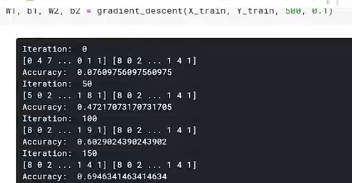 W1, b1, W2, b2 = gradient_descent(X_train, Y_train, 500, 0.1)
Iteration: 0
[0 4 7 ... 0 1 1] [8 0 2 ... 1 4 1]
Accuracy: 0.07609756097560975
Iteration: 50
[5 0 2 ... 1 8 1] [8 0 2 ... 1 4 1]
Accuracy: 0.47217073170731705
Iteration: 100
[8 0 2 ... 1 9 1] [8 0 2 ... 1 4 1]
Accuracy: 0.6029024390243902
Iteration: 150
[8 0 2 ... 1 4 1] [8 0 2 ... 1 4 1]
Accuracy: 0.6946341463414634